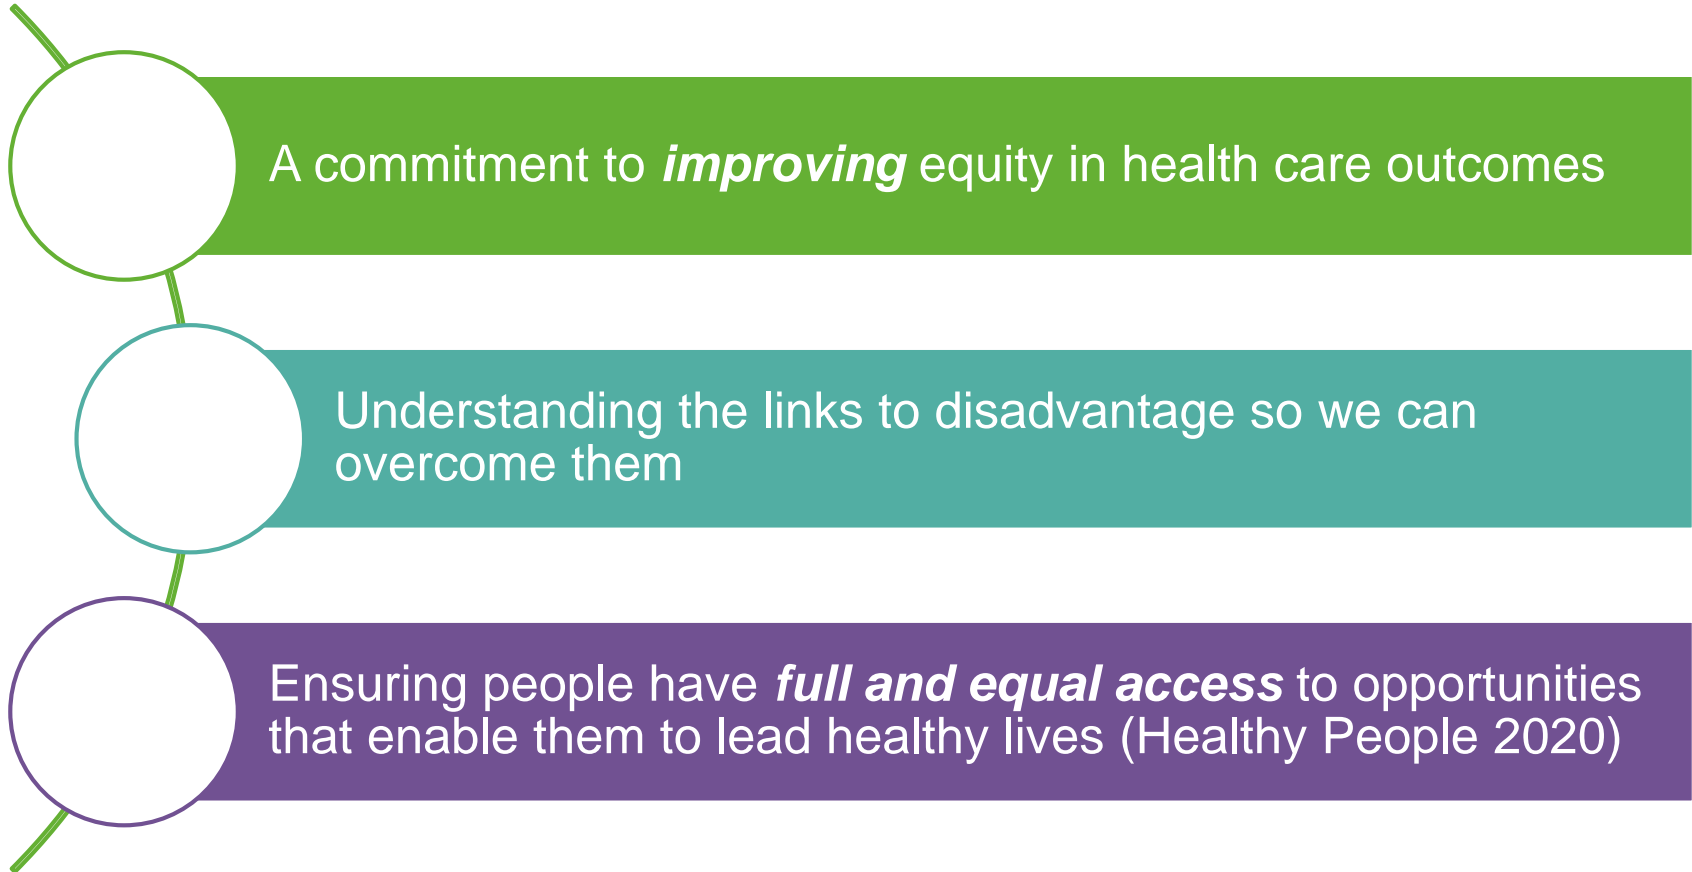 A commitment to improving equity in health care outcomes
Understanding the links to disadvantage so we can
overcome them
Ensuring people have full and equal access to opportunities
that enable them to lead healthy lives (Healthy People 2020)